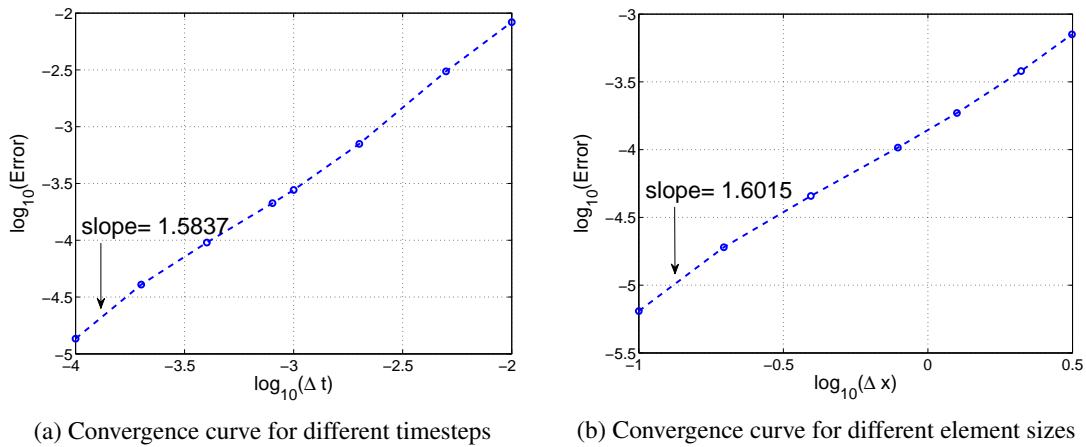 −2
−2.5
−3
−3.5
−4
−4.5
−5
log10(Error)
slope= 1.5837
−4
−3.5
−3
−2.5
−2
log10(Δ t)
(a) Convergence curve for different timesteps
−3
−3.5
−4
−4.5
−5
−5.5
log10(Error)
slope= 1.6015
−1
−0.5
0
0.5
log10(Δ x)
(b) Convergence curve for different element sizes